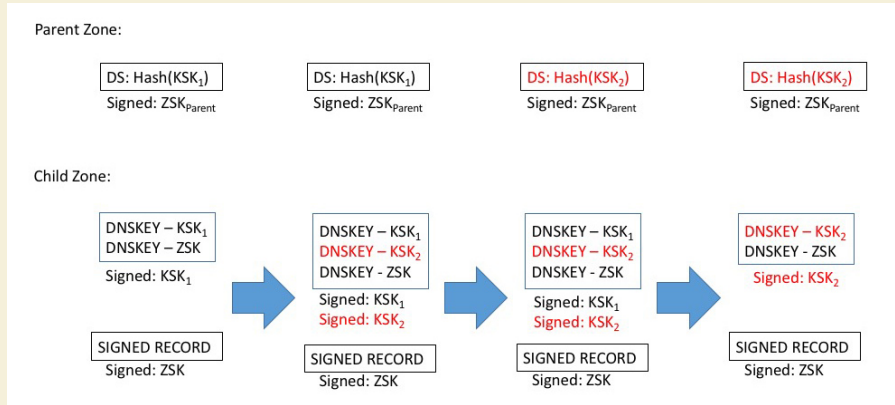 Parent Zone:
DS: Hash(KSK₁)
Signed: ZSKParent
DS: Hash(KSK₁)
Signed: ZSKParent
DS: Hash(KSK₂)
Signed: ZSKParent
DS: Hash(KSK₂)
Signed: ZSKParent
Child Zone:
DNSKEY – KSK₁
DNSKEY – ZSK
Signed: KSK₁
SIGNED RECORD
Signed: ZSK
DNSKEY – KSK₁
DNSKEY – KSK₂
DNSKEY - ZSK
Signed: KSK₁
Signed: KSK₂
SIGNED RECORD
Signed: ZSK
DNSKEY – KSK₁
DNSKEY – KSK₂
DNSKEY - ZSK
Signed: KSK₁
Signed: KSK₂
SIGNED RECORD
Signed: ZSK
DNSKEY – KSK₂
DNSKEY - ZSK
Signed: KSK₂
SIGNED RECORD
Signed: ZSK